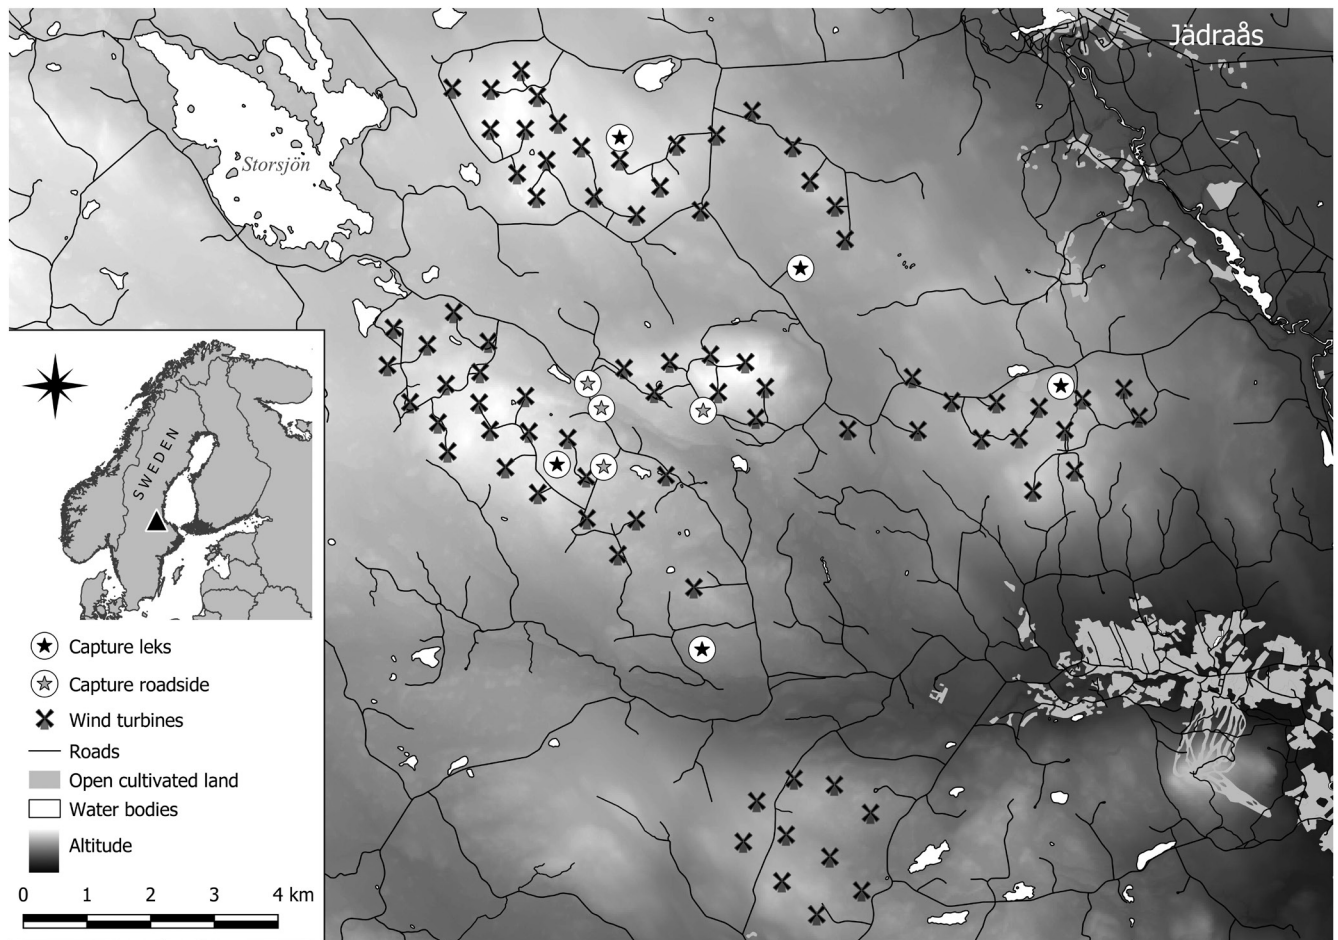 Jädraås
Storsjön
SWEDEN
Capture leks
Capture roadside
Wind turbines
Roads
Open cultivated land
Water bodies
Altitude
0 1 2 3 4 km